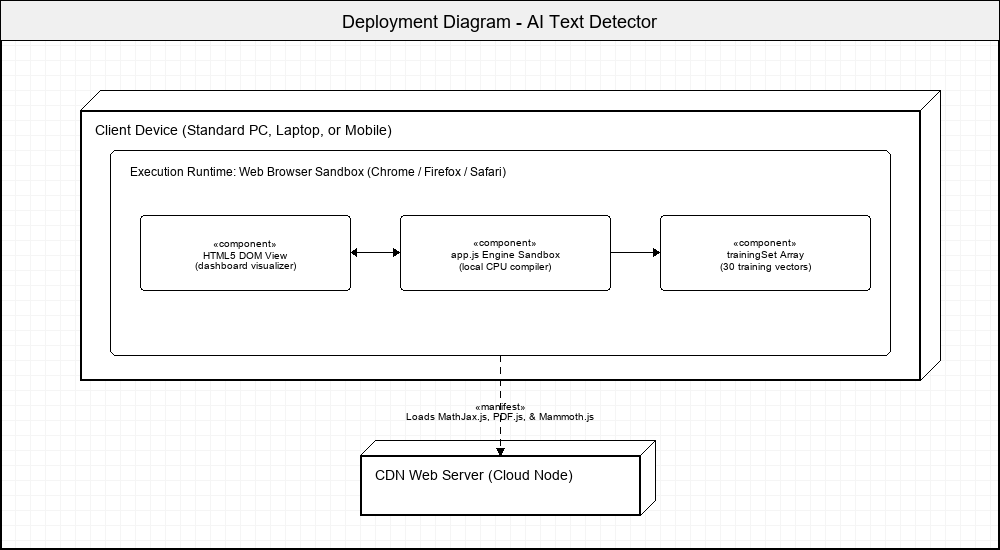 Deployment Diagram - AI Text Detector
Client Device (Standard PC, Laptop, or Mobile)
Execution Runtime: Web Browser Sandbox (Chrome / Firefox / Safari)
«component»
HTML5 DOM View
(dashboard visualizer)
«component»
app.js Engine Sandbox
(local CPU compiler)
«component»
trainingSet Array
(30 training vectors)
«manifest»
Loads MathJax.js, PDF.js, & Mammoth.js
CDN Web Server (Cloud Node)